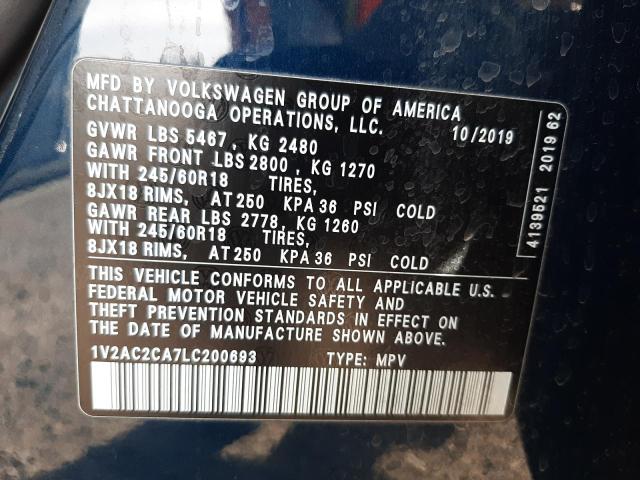 MFD BY VOLKSWAGEN GROUP OF AMERICA
CHATTANOOGA OPERATIONS, LLC. 10/2019
GVWR LBS 5467, KG 2480
GAWR FRONT LBS 2800, KG 1270
WITH 245/60R18 TIRES,
8JX18 RIMS, AT 250 KPA 36 PSI COLD
GAWR REAR LBS 2778, KG 1260
WITH 245/60R18 TIRES,
8JX18 RIMS, AT 250 KPA 36 PSI COLD
THIS VEHICLE CONFORMS TO ALL APPLICABLE U.S.
FEDERAL MOTOR VEHICLE SAFETY AND
THEFT PREVENTION STANDARDS IN EFFECT ON
THE DATE OF MANUFACTURE SHOWN ABOVE.
1V2AC2CA7LC200693 TYPE: MPV
4139521 2019 62